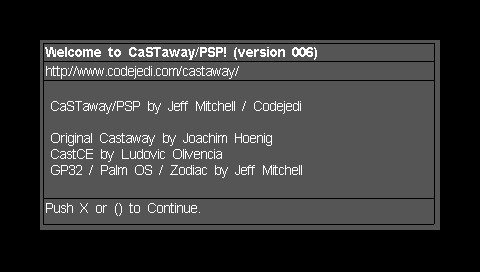 Welcome to CaSTaway/PSP! (version 006)
http://www.codejedi.com/castaway/
CaSTaway/PSP by Jeff Mitchell / Codejedi
Original Castaway by Joachim Hoenig
CastCE by Ludovic Olivencia
GP32 / Palm OS / Zodiac by Jeff Mitchell
Push X or () to Continue.